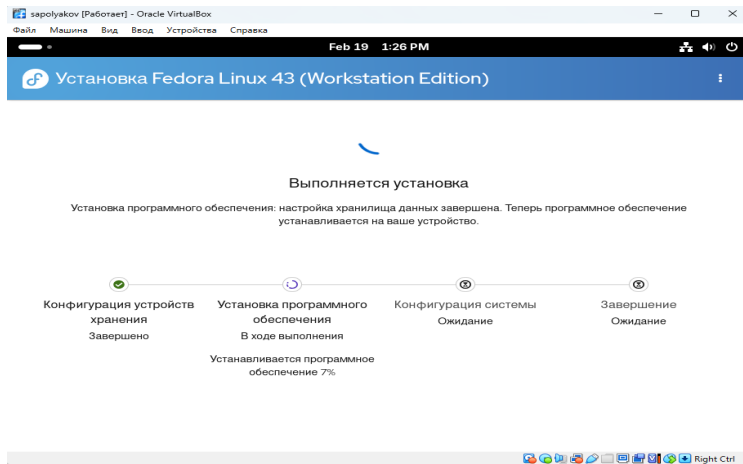 sapolyakov [Работает] - Oracle VirtualBox
Файл Машина Вид Ввод Устройства Справка
Feb 19 1:26 PM
Установка Fedora Linux 43 (Workstation Edition)
Выполняется установка
Установка программного обеспечения: настройка хранилища данных завершена. Теперь программное обеспечение
устанавливается на ваше устройство.
Конфигурация устройств
хранения
Завершено
Установка программного
обеспечения
В ходе выполнения
Устанавливается программное
обеспечение 7%
Конфигурация системы
Ожидание
Завершение
Ожидание
Right Ctrl